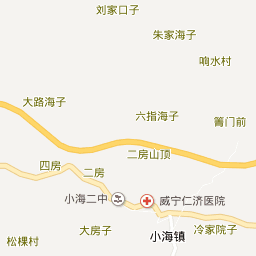 刘家口子
朱家海子
响水村
大路海子
六指海子
箐门前
二房山顶
四房
二房
小海二中
威宁仁济医院
大房子
小海镇
冷家院子
松棵村